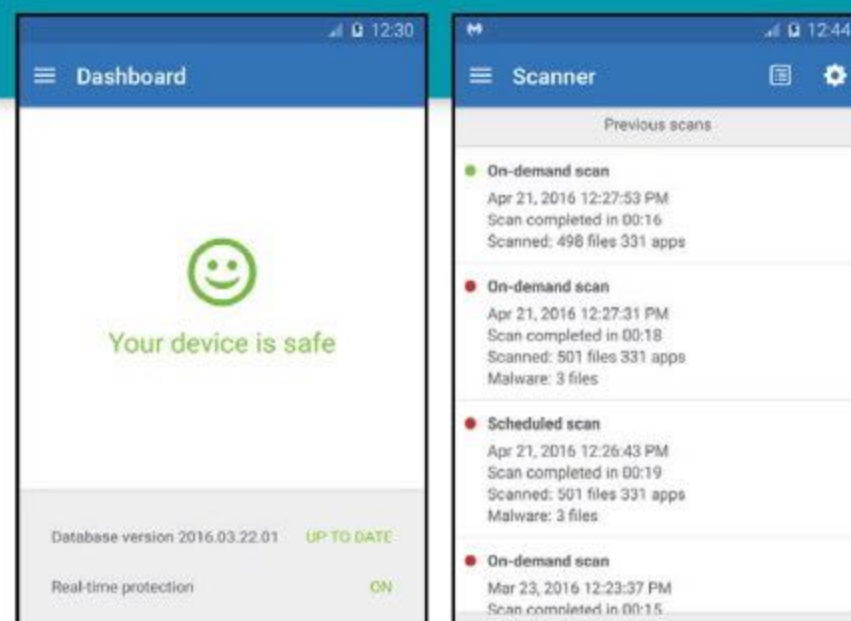 12:30
Dashboard
Your device is safe
Database version 2016.03.22.01 UP TO DATE
Real-time protection ON
12:44
Scanner
Previous scans
On-demand scan
Apr 21, 2016 12:27:53 PM
Scan completed in 00:16
Scanned: 498 files 331 apps
On-demand scan
Apr 21, 2016 12:27:31 PM
Scan completed in 00:18
Scanned: 501 files 331 apps
Malware: 3 files
Scheduled scan
Apr 21, 2016 12:26:43 PM
Scan completed in 00:19
Scanned: 501 files 331 apps
Malware: 3 files
On-demand scan
Mar 23, 2016 12:23:37 PM
Scan completed in 00:15